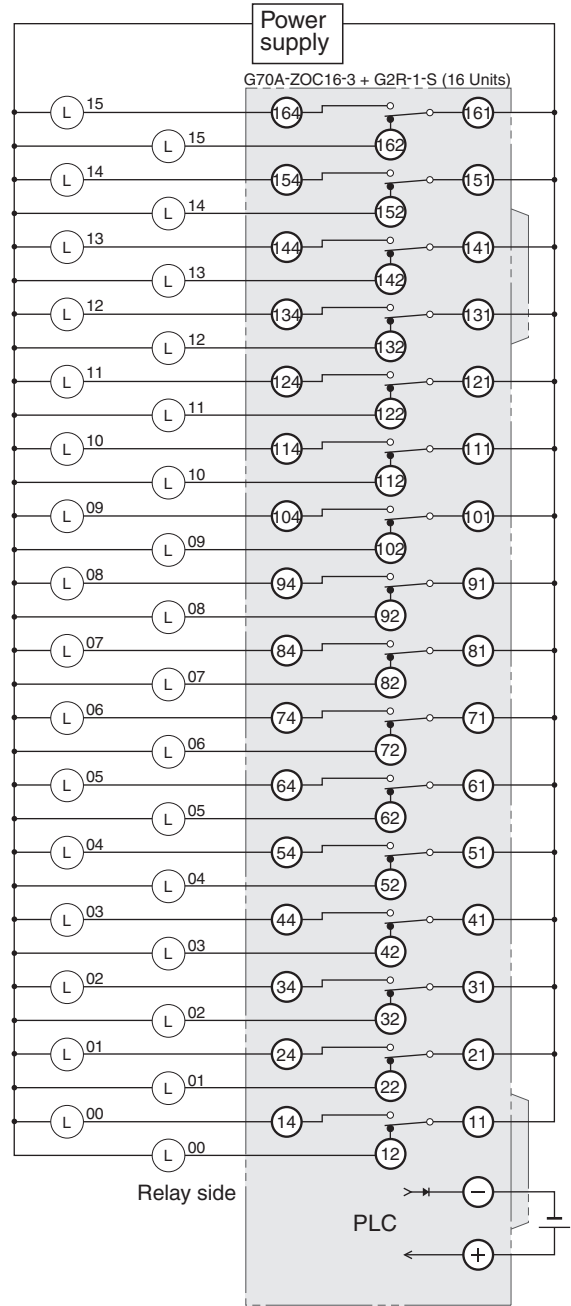 Power
supply
G70A-ZOC16-3 + G2R-1-S (16 Units)
L 15 164 161
L 15 162
L 14 154 151
L 14 152
L 13 144 141
L 13 142
L 12 134 131
L 12 132
L 11 124 121
L 11 122
L 10 114 111
L 10 112
L 09 104 101
L 09 102
L 08 94 91
L 08 92
L 07 84 81
L 07 82
L 06 74 71
L 06 72
L 05 64 61
L 05 62
L 04 54 51
L 04 52
L 03 44 41
L 03 42
L 02 34 31
L 02 32
L 01 24 21
L 01 22
L 00 14 11
L 00 12
Relay side
−
PLC
+